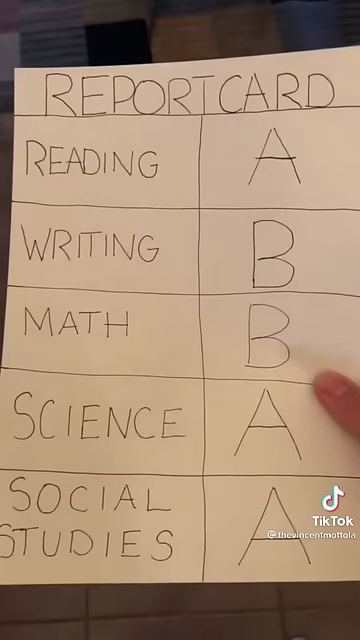 REPORTCARD
READING A
WRITING B
MATH B
SCIENCE A
SOCIAL
STUDIES A
TikTok
@thevincentmottola